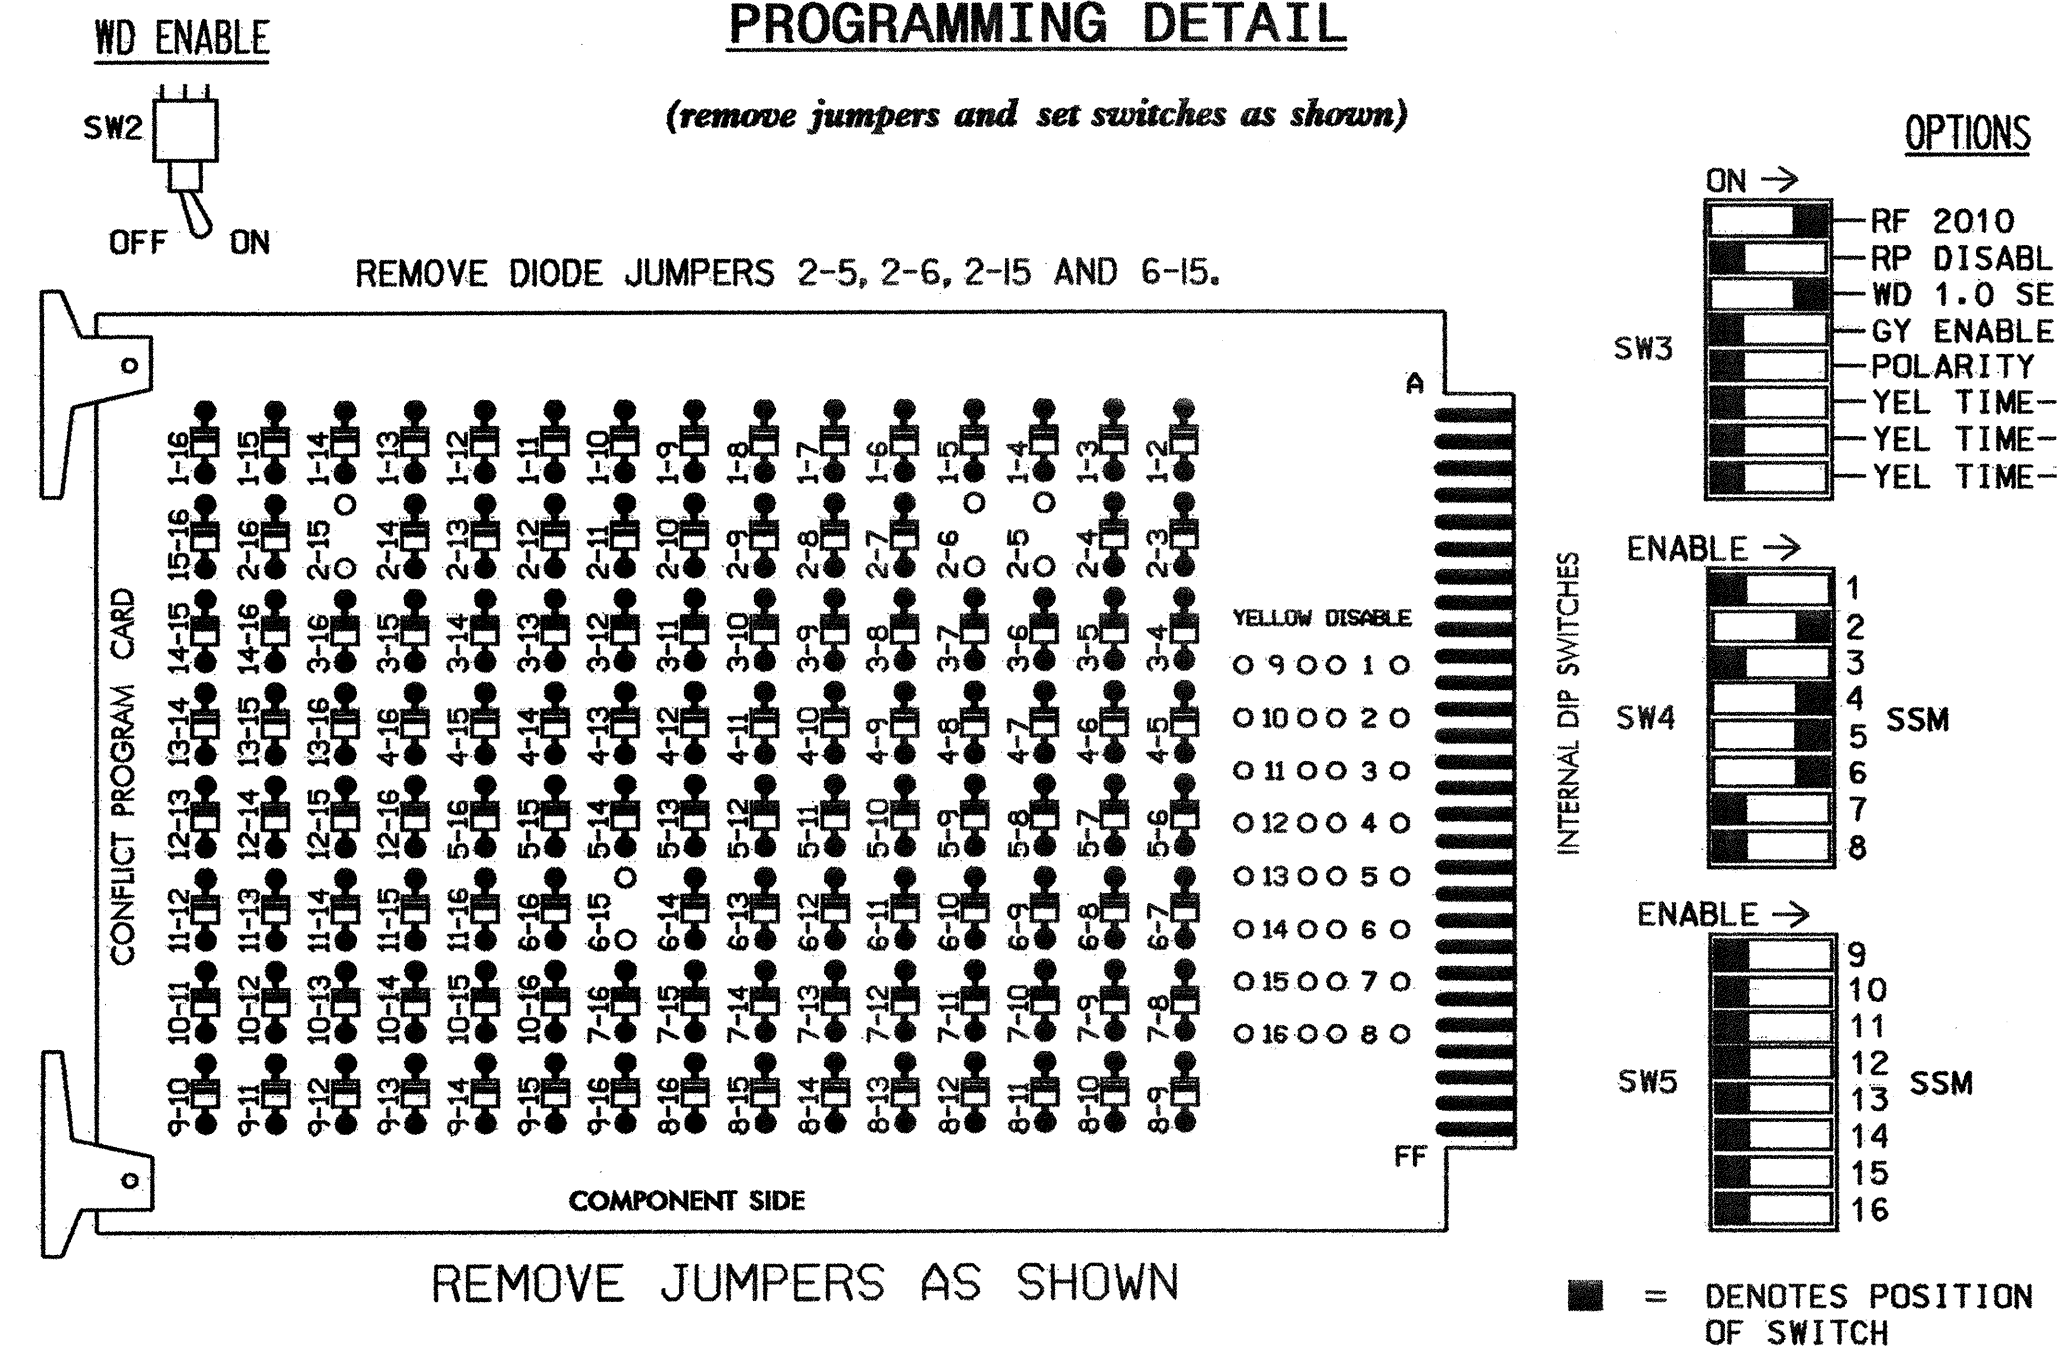 PROGRAMMING DETAIL
(remove jumpers and set switches as shown)
WD ENABLE
SW2
OFF ON
REMOVE DIODE JUMPERS 2-5, 2-6, 2-15 AND 6-15.
CONFLICT PROGRAM CARD
1-16 1-15 1-14 1-13 1-12 1-11 1-10 1-9 1-8 1-7 1-6 1-5 1-4 1-3 1-2
15-16 2-16 2-15 2-14 2-13 2-12 2-11 2-10 2-9 2-8 2-7 2-6 2-5 2-4 2-3
14-15 14-16 3-16 3-15 3-14 3-13 3-12 3-11 3-10 3-9 3-8 3-7 3-6 3-5 3-4
13-14 13-15 13-16 4-16 4-15 4-14 4-13 4-12 4-11 4-10 4-9 4-8 4-7 4-6 4-5
12-13 12-14 12-15 12-16 5-16 5-15 5-14 5-13 5-12 5-11 5-10 5-9 5-8 5-7 5-6
11-12 11-13 11-14 11-15 11-16 6-16 6-15 6-14 6-13 6-12 6-11 6-10 6-9 6-8 6-7
10-11 10-12 10-13 10-14 10-15 10-16 7-16 7-15 7-14 7-13 7-12 7-11 7-10 7-9 7-8
9-10 9-11 9-12 9-13 9-14 9-15 9-16 8-16 8-15 8-14 8-13 8-12 8-11 8-10 8-9
A
YELLOW DISABLE
9 1
10 2
11 3
12 4
13 5
14 6
15 7
16 8
FF
COMPONENT SIDE
REMOVE JUMPERS AS SHOWN
INTERNAL DIP SWITCHES
OPTIONS
ON →
SW3
RF 2010
RP DISABL
WD 1.0 SE
GY ENABLE
POLARITY
YEL TIME-
YEL TIME-
YEL TIME-
ENABLE →
SW4
1
2
3
4
5
6
7
8
SSM
ENABLE →
SW5
9
10
11
12
13
14
15
16
SSM
= DENOTES POSITION
OF SWITCH